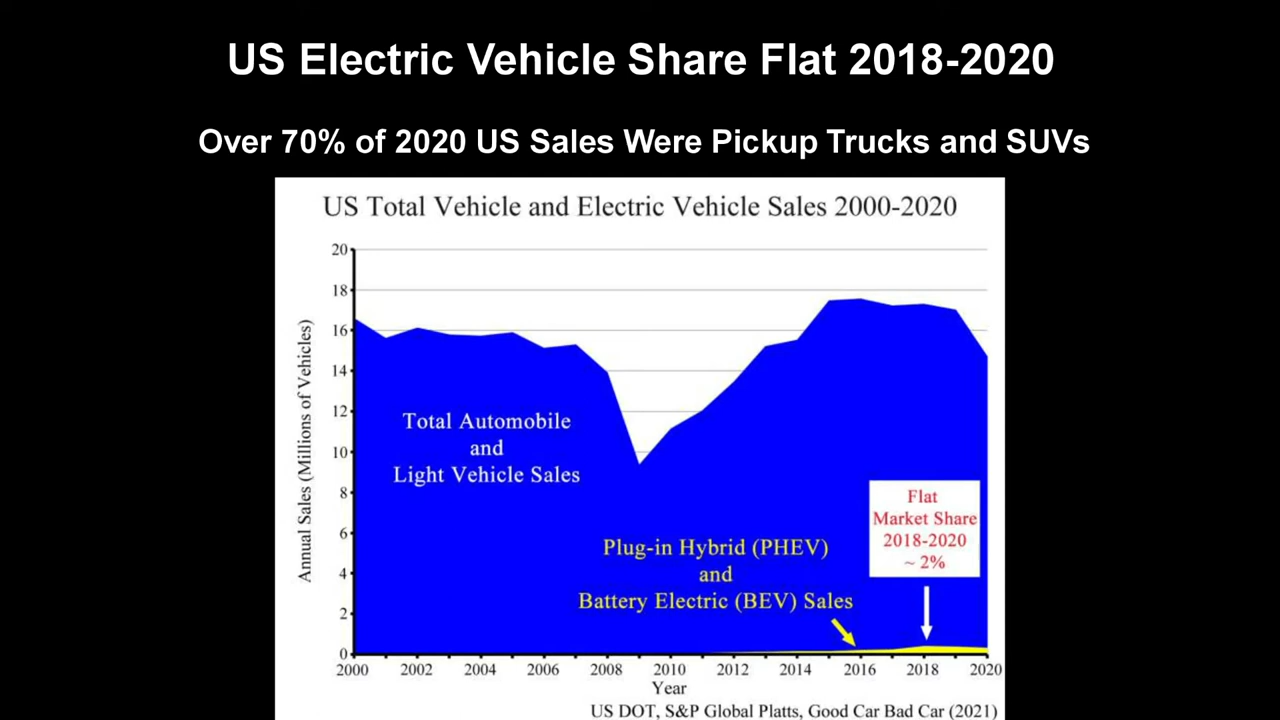 US Electric Vehicle Share Flat 2018-2020
Over 70% of 2020 US Sales Were Pickup Trucks and SUVs
US Total Vehicle and Electric Vehicle Sales 2000-2020
Annual Sales (Millions of Vehicles)
20
18
16
14
12
10
8
6
4
2
0
Total Automobile
and
Light Vehicle Sales
Plug-in Hybrid (PHEV)
and
Battery Electric (BEV) Sales
Flat
Market Share
2018-2020
~ 2%
2000 2002 2004 2006 2008 2010 2012 2014 2016 2018 2020
Year
US DOT, S&P Global Platts, Good Car Bad Car (2021)